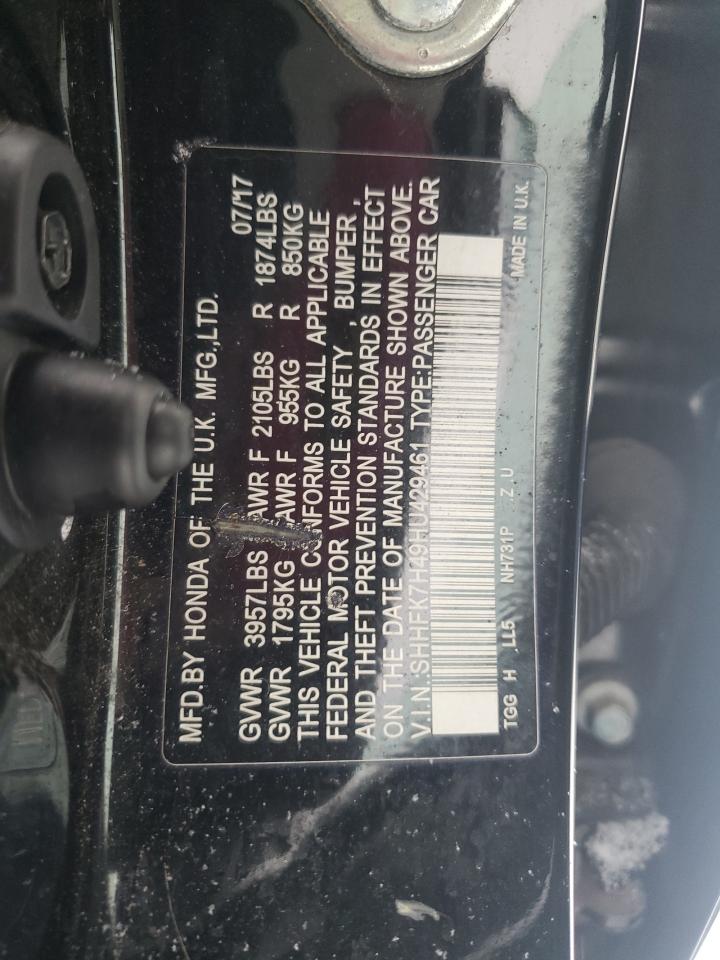 MFD.BY HONDA OF THE U.K. MFG.,LTD.
07/17
GVWR 3957LBS GAWR F 2105LBS R 1874LBS
GVWR 1795KG GAWR F 955KG R 850KG
THIS VEHICLE CONFORMS TO ALL APPLICABLE
FEDERAL MOTOR VEHICLE SAFETY , BUMPER ,
AND THEFT PREVENTION STANDARDS IN EFFECT
ON THE DATE OF MANUFACTURE SHOWN ABOVE.
V.I.N.:SHHFK7H49HU429461 TYPE:PASSENGER CAR
TGG H LL5 NH731P Z U MADE IN U.K.